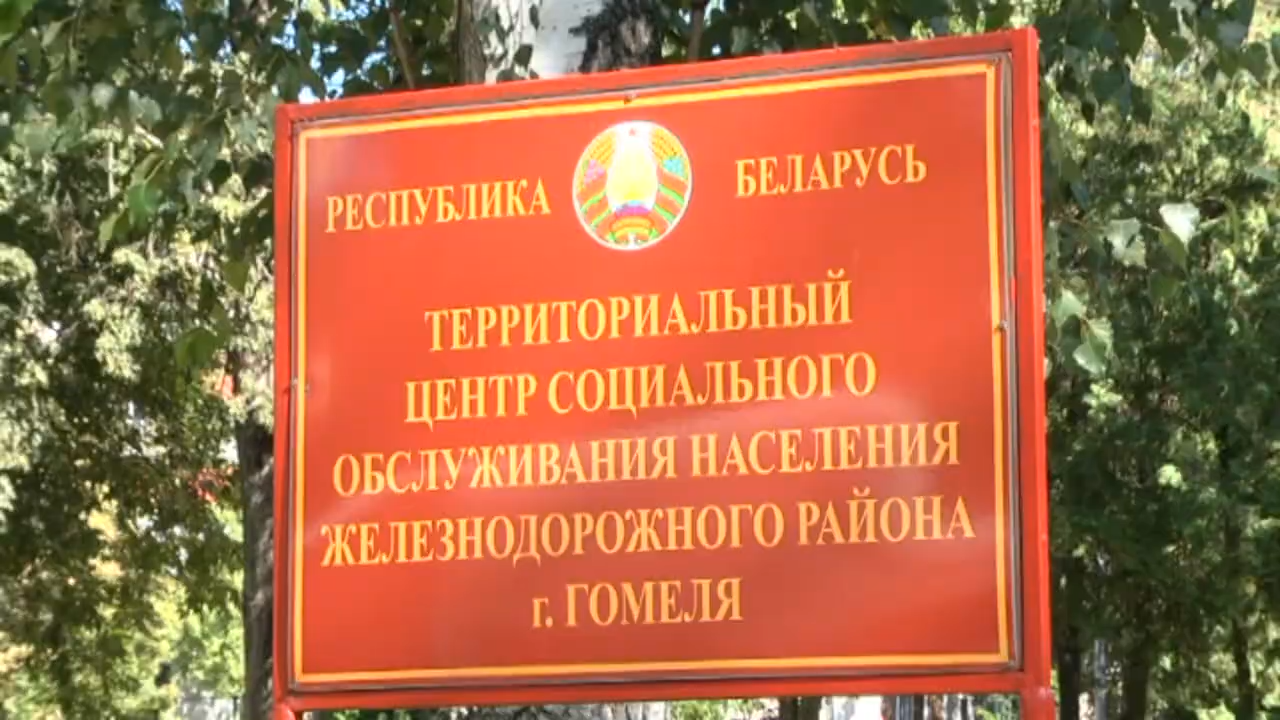 РЕСПУБЛИКА БЕЛАРУСЬ
ТЕРРИТОРИАЛЬНЫЙ
ЦЕНТР СОЦИАЛЬНОГО
ОБСЛУЖИВАНИЯ НАСЕЛЕНИЯ
ЖЕЛЕЗНОДОРОЖНОГО РАЙОНА
г. ГОМЕЛЯ